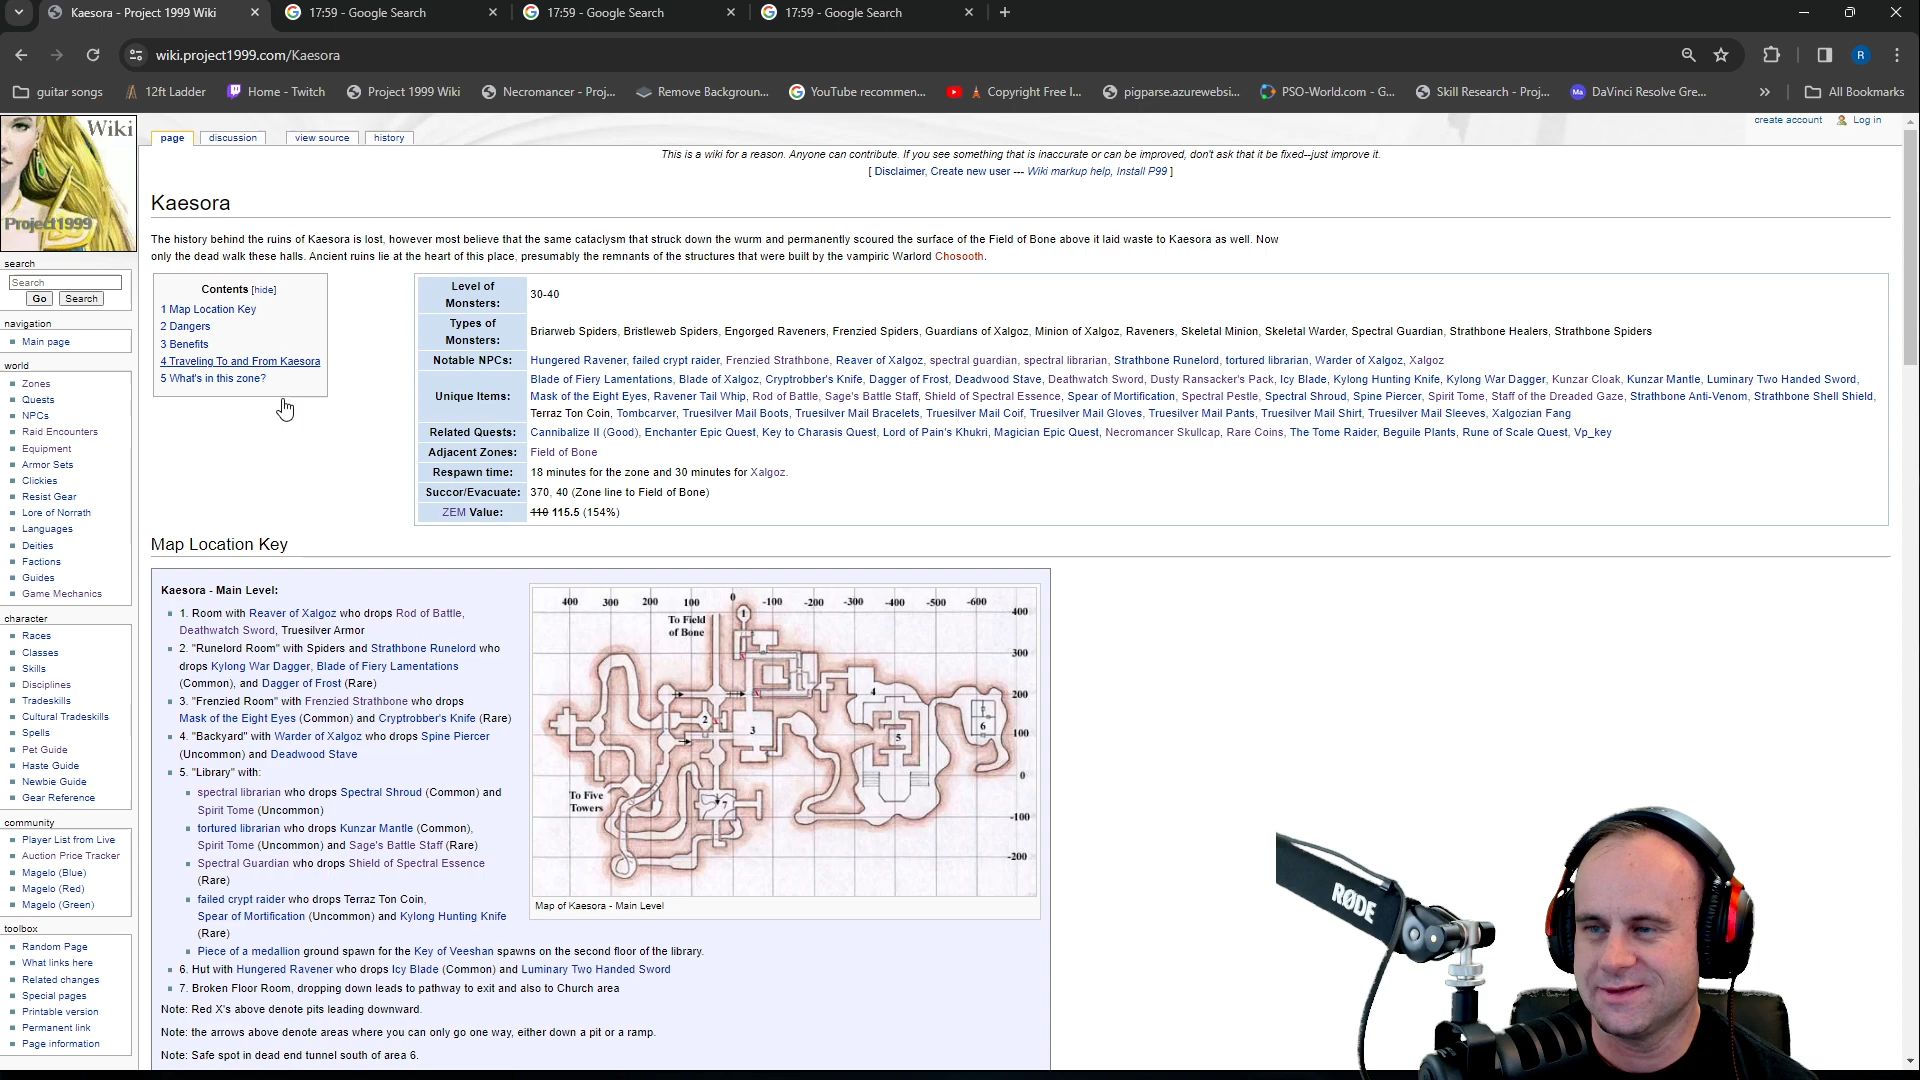 Kaesora - Project 1999 Wiki
17:59 - Google Search
17:59 - Google Search
17:59 - Google Search
wiki.project1999.com/Kaesora
R
guitar songs
12ft Ladder
Home - Twitch
Project 1999 Wiki
Necromancer - Proj...
Remove Backgroun...
YouTube recommen...
Copyright Free I...
pigparse.azurewebsi...
PSO-World.com - G...
Skill Research - Proj...
DaVinci Resolve Gre...
All Bookmarks
Wiki
Project1999
page
discussion
view source
history
create account
Log in
This is a wiki for a reason. Anyone can contribute. If you see something that is inaccurate or can be improved, don't ask that it be fixed--just improve it.
[ Disclaimer, Create new user --- Wiki markup help, Install P99 ]
Kaesora
The history behind the ruins of Kaesora is lost, however most believe that the same cataclysm that struck down the wurm and permanently scoured the surface of the Field of Bone above it laid waste to Kaesora as well. Now
only the dead walk these halls. Ancient ruins lie at the heart of this place, presumably the remnants of the structures that were built by the vampiric Warlord Chosooth.
Contents [hide]
1 Map Location Key
2 Dangers
3 Benefits
4 Traveling To and From Kaesora
5 What's in this zone?
Level of
Monsters:
30-40
Types of
Monsters:
Briarweb Spiders, Bristleweb Spiders, Engorged Raveners, Frenzied Spiders, Guardians of Xalgoz, Minion of Xalgoz, Raveners, Skeletal Minion, Skeletal Warder, Spectral Guardian, Strathbone Healers, Strathbone Spiders
Notable NPCs:
Hungered Ravener, failed crypt raider, Frenzied Strathbone, Reaver of Xalgoz, spectral guardian, spectral librarian, Strathbone Runelord, tortured librarian, Warder of Xalgoz, Xalgoz
Unique Items:
Blade of Fiery Lamentations, Blade of Xalgoz, Cryptrobber's Knife, Dagger of Frost, Deadwood Stave, Deathwatch Sword, Dusty Ransacker's Pack, Icy Blade, Kylong Hunting Knife, Kylong War Dagger, Kunzar Cloak, Kunzar Mantle, Luminary Two Handed Sword,
Mask of the Eight Eyes, Ravener Tail Whip, Rod of Battle, Sage's Battle Staff, Shield of Spectral Essence, Spear of Mortification, Spectral Pestle, Spectral Shroud, Spine Piercer, Spirit Tome, Staff of the Dreaded Gaze, Strathbone Anti-Venom, Strathbone Shell Shield,
Terraz Ton Coin, Tombcarver, Truesilver Mail Boots, Truesilver Mail Bracelets, Truesilver Mail Coif, Truesilver Mail Gloves, Truesilver Mail Pants, Truesilver Mail Shirt, Truesilver Mail Sleeves, Xalgozian Fang
Related Quests:
Cannibalize II (Good), Enchanter Epic Quest, Key to Charasis Quest, Lord of Pain's Khukri, Magician Epic Quest, Necromancer Skullcap, Rare Coins, The Tome Raider, Beguile Plants, Rune of Scale Quest, Vp_key
Adjacent Zones:
Field of Bone
Respawn time:
18 minutes for the zone and 30 minutes for Xalgoz.
Succor/Evacuate:
370, 40 (Zone line to Field of Bone)
ZEM Value:
110 115.5 (154%)
search
Search
Go
Search
navigation
Main page
world
Zones
Quests
NPCs
Raid Encounters
Equipment
Armor Sets
Clickies
Resist Gear
Lore of Norrath
Languages
Deities
Factions
Guides
Game Mechanics
character
Races
Classes
Skills
Disciplines
Tradeskills
Cultural Tradeskills
Spells
Pet Guide
Haste Guide
Newbie Guide
Gear Reference
community
Player List from Live
Auction Price Tracker
Magelo (Blue)
Magelo (Red)
Magelo (Green)
toolbox
Random Page
What links here
Related changes
Special pages
Printable version
Permanent link
Page information
Map Location Key
Kaesora - Main Level:
1. Room with Reaver of Xalgoz who drops Rod of Battle,
Deathwatch Sword, Truesilver Armor
2. "Runelord Room" with Spiders and Strathbone Runelord who
drops Kylong War Dagger, Blade of Fiery Lamentations
(Common), and Dagger of Frost (Rare)
3. "Frenzied Room" with Frenzied Strathbone who drops
Mask of the Eight Eyes (Common) and Cryptrobber's Knife (Rare)
4. "Backyard" with Warder of Xalgoz who drops Spine Piercer
(Uncommon) and Deadwood Stave
5. "Library" with:
spectral librarian who drops Spectral Shroud (Common) and
Spirit Tome (Uncommon)
tortured librarian who drops Kunzar Mantle (Common),
Spirit Tome (Uncommon) and Sage's Battle Staff (Rare)
Spectral Guardian who drops Shield of Spectral Essence
(Rare)
failed crypt raider who drops Terraz Ton Coin,
Spear of Mortification (Uncommon) and Kylong Hunting Knife
(Rare)
Piece of a medallion ground spawn for the Key of Veeshan spawns on the second floor of the library.
6. Hut with Hungered Ravener who drops Icy Blade (Common) and Luminary Two Handed Sword
7. Broken Floor Room, dropping down leads to pathway to exit and also to Church area
Note: Red X's above denote pits leading downward.
Note: the arrows above denote areas where you can only go one way, either down a pit or a ramp.
Note: Safe spot in dead end tunnel south of area 6.
400 300 200 100 0 -100 -200 -300 -400 -500 -600
400
300
200
100
0
-100
-200
To Field
of Bone
1
2
3
4
5
6
7
To Five
Towers
Map of Kaesora - Main Level
RØDE